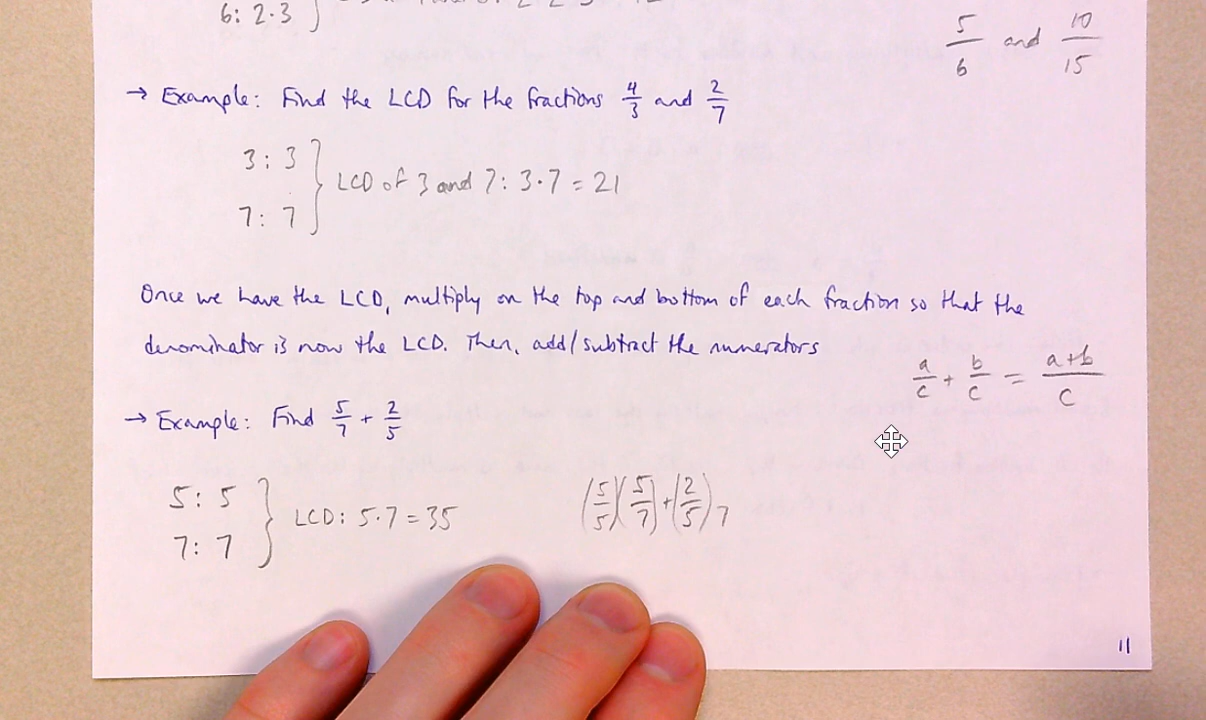 6: 2·3 }
5/6 and 10/15
→ Example: Find the LCD for the fractions 4/3 and 2/7
3: 3
7: 7 } LCD of 3 and 7: 3·7 = 21
Once we have the LCD, multiply on the top and bottom of each fraction so that the
denominator is now the LCD. Then, add/subtract the numerators
a/c + b/c = a+b/c
→ Example: Find 5/7 + 2/5
5: 5
7: 7 } LCD: 5·7 = 35
(5/5)(5/7) + (2/5) 7
11